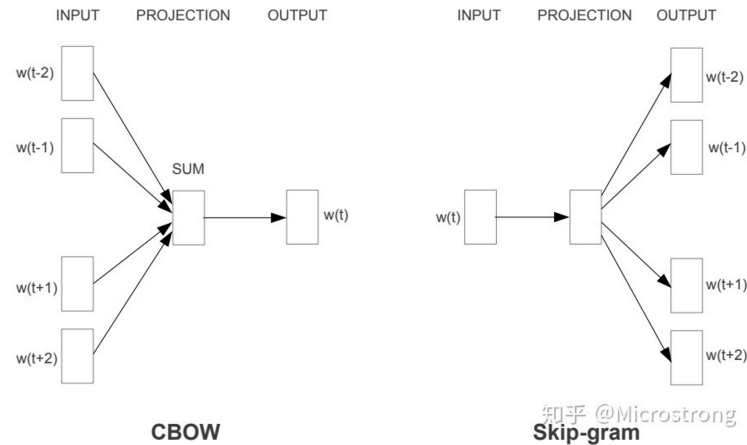 INPUT PROJECTION OUTPUT
w(t-2)
w(t-1)
SUM
w(t)
w(t+1)
w(t+2)
CBOW
INPUT PROJECTION OUTPUT
w(t-2)
w(t-1)
w(t)
w(t+1)
w(t+2)
Skip-gram
知乎 @Microstrong